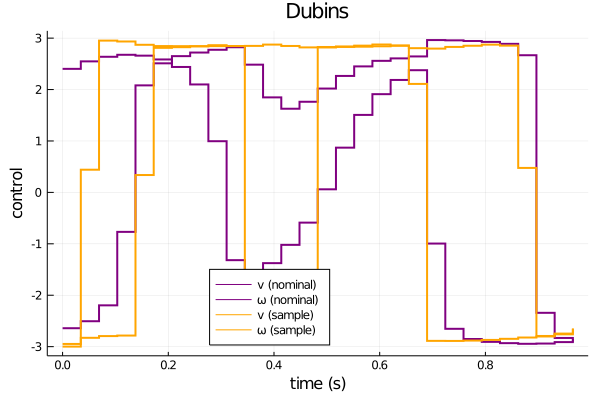 Dubins
control
3
2
1
0
-1
-2
-3
v (nominal)
ω (nominal)
v (sample)
ω (sample)
0.0 0.2 0.4 0.6 0.8
time (s)